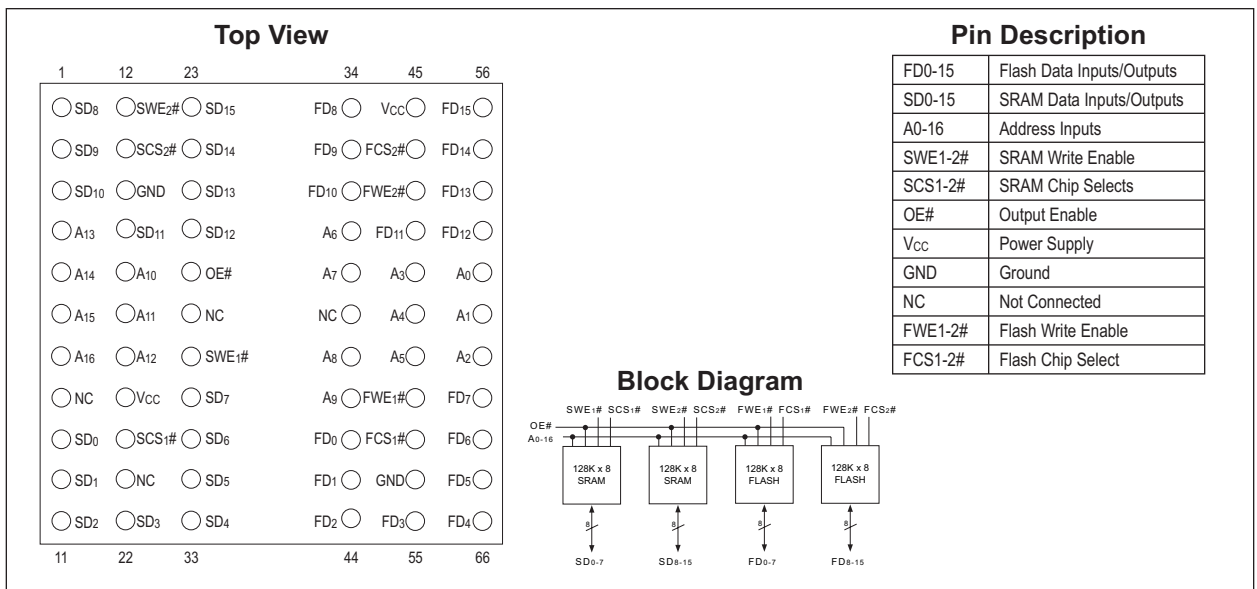 Top View
1 12 23 34 45 56
SD8 SWE2# SD15 FD8 VCC FD15
SD9 SCS2# SD14 FD9 FCS2# FD14
SD10 GND SD13 FD10 FWE2# FD13
A13 SD11 SD12 A6 FD11 FD12
A14 A10 OE# A7 A3 A0
A15 A11 NC NC A4 A1
A16 A12 SWE1# A8 A5 A2
NC VCC SD7 A9 FWE1# FD7
SD0 SCS1# SD6 FD0 FCS1# FD6
SD1 NC SD5 FD1 GND FD5
SD2 SD3 SD4 FD2 FD3 FD4
11 22 33 44 55 66
Pin Description
FD0-15 Flash Data Inputs/Outputs
SD0-15 SRAM Data Inputs/Outputs
A0-16 Address Inputs
SWE1-2# SRAM Write Enable
SCS1-2# SRAM Chip Selects
OE# Output Enable
VCC Power Supply
GND Ground
NC Not Connected
FWE1-2# Flash Write Enable
FCS1-2# Flash Chip Select
Block Diagram
SWE1# SCS1# SWE2# SCS2# FWE1# FCS1# FWE2# FCS2#
OE#
A0-16
128K x 8 128K x 8 128K x 8 128K x 8
SRAM SRAM FLASH FLASH
8 8 8 8
SD0-7 SD8-15 FD0-7 FD8-15